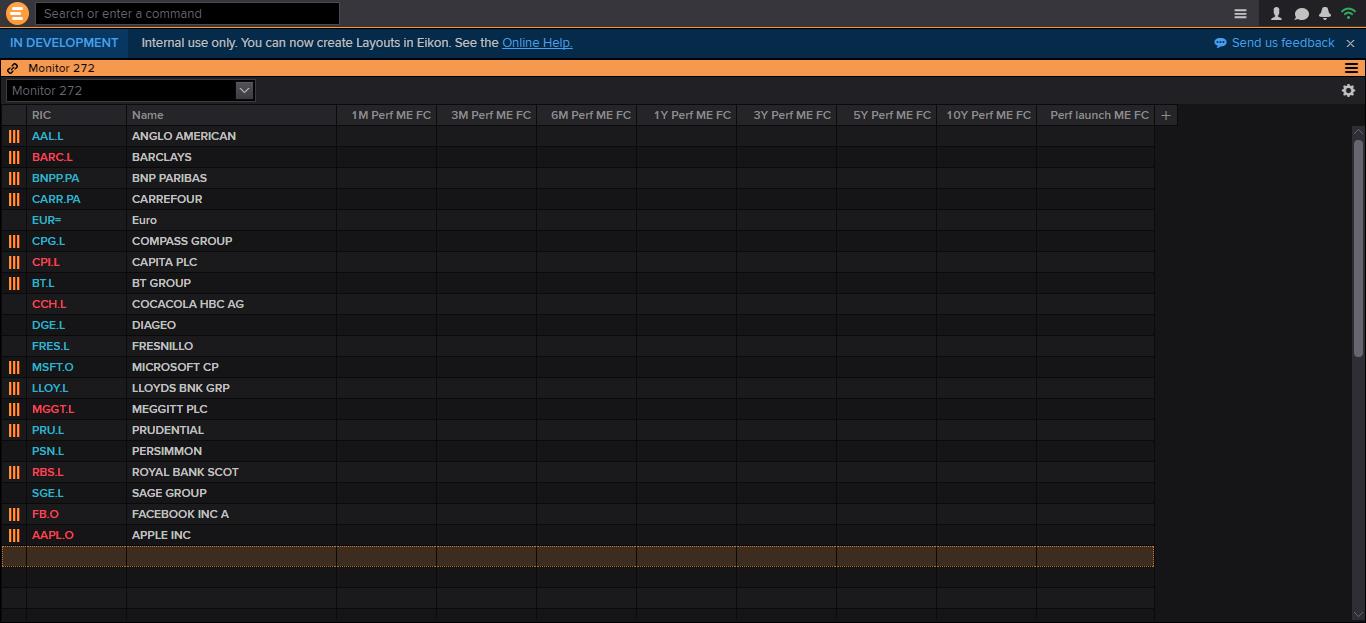 Search or enter a command
IN DEVELOPMENT Internal use only. You can now create Layouts in Eikon. See the Online Help. Send us feedback
Monitor 272
Monitor 272
RIC Name 1M Perf ME FC 3M Perf ME FC 6M Perf ME FC 1Y Perf ME FC 3Y Perf ME FC 5Y Perf ME FC 10Y Perf ME FC Perf launch ME FC +
AAL.L ANGLO AMERICAN
BARC.L BARCLAYS
BNPP.PA BNP PARIBAS
CARR.PA CARREFOUR
EUR= Euro
CPG.L COMPASS GROUP
CPI.L CAPITA PLC
BT.L BT GROUP
CCH.L COCACOLA HBC AG
DGE.L DIAGEO
FRES.L FRESNILLO
MSFT.O MICROSOFT CP
LLOY.L LLOYDS BNK GRP
MGGT.L MEGGITT PLC
PRU.L PRUDENTIAL
PSN.L PERSIMMON
RBS.L ROYAL BANK SCOT
SGE.L SAGE GROUP
FB.O FACEBOOK INC A
AAPL.O APPLE INC